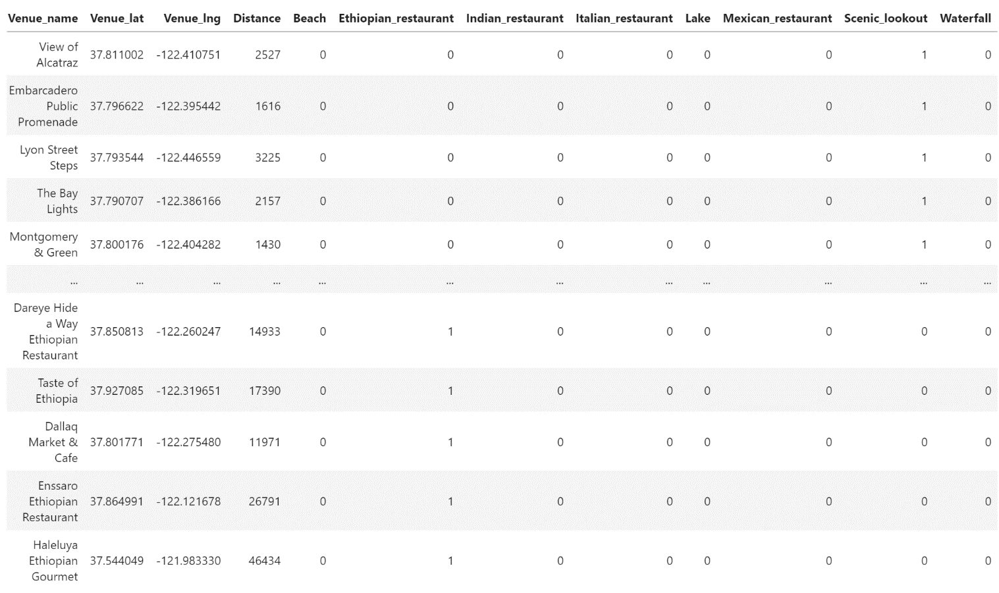 Venue_name Venue_lat Venue_lng Distance Beach Ethiopian_restaurant Indian_restaurant Italian_restaurant Lake Mexican_restaurant Scenic_lookout Waterfall
View of
Alcatraz 37.811002 -122.410751 2527 0 0 0 0 0 0 1 0
Embarcadero
Public 37.796622 -122.395442 1616 0 0 0 0 0 0 1 0
Promenade
Lyon Street
Steps 37.793544 -122.446559 3225 0 0 0 0 0 0 1 0
The Bay
Lights 37.790707 -122.386166 2157 0 0 0 0 0 0 1 0
Montgomery
& Green 37.800176 -122.404282 1430 0 0 0 0 0 0 1 0
... ... ... ... ... ... ... ... ... ... ... ...
Dareye Hide
a Way 37.850813 -122.260247 14933 0 1 0 0 0 0 0 0
Ethiopian
Restaurant
Taste of
Ethiopia 37.927085 -122.319651 17390 0 1 0 0 0 0 0 0
Dallaq
Market & 37.801771 -122.275480 11971 0 1 0 0 0 0 0 0
Cafe
Enssaro
Ethiopian 37.864991 -122.121678 26791 0 1 0 0 0 0 0 0
Restaurant
Haleluya
Ethiopian 37.544049 -121.983330 46434 0 1 0 0 0 0 0 0
Gourmet